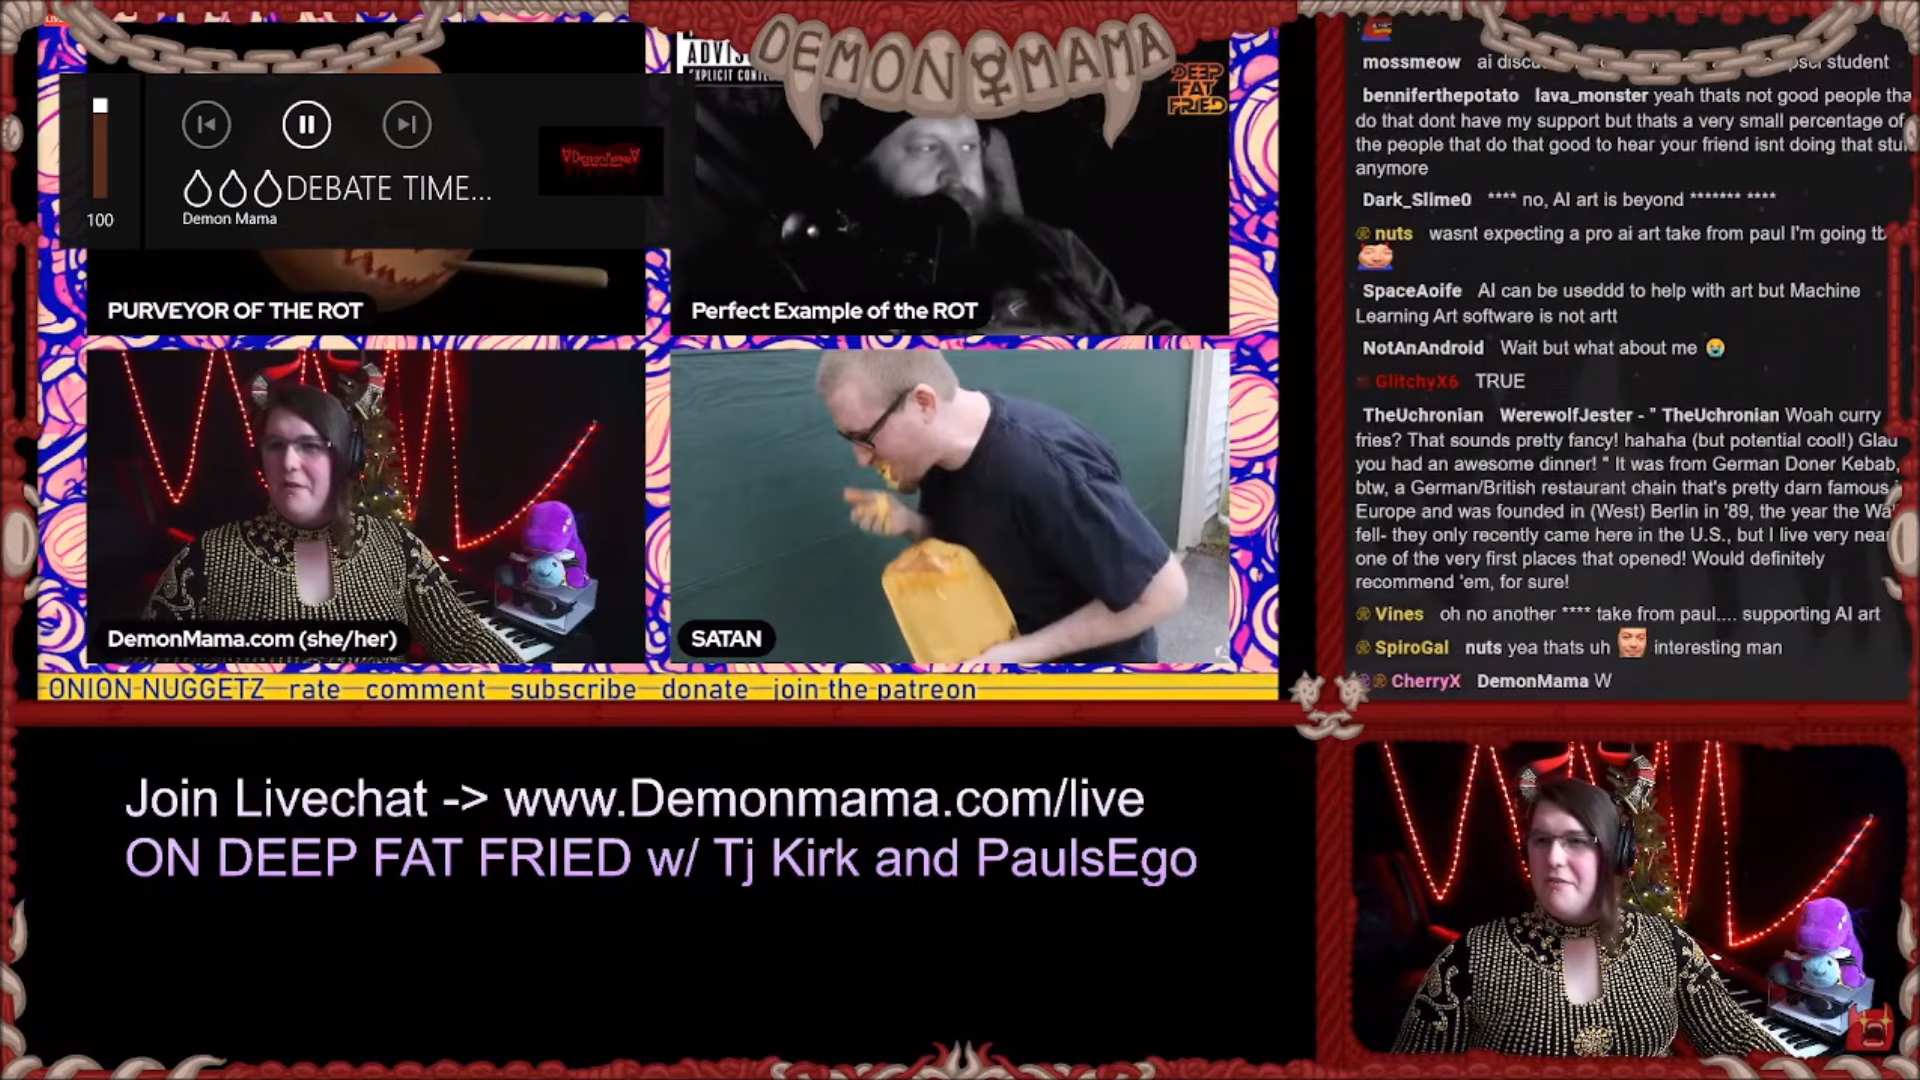 LIVE
DEMON MAMA
ADVIS
EXPLICIT CONTE
DEEP
FAT
FRIED
100
DEBATE TIME...
Demon Mama
DemonMama
PURVEYOR OF THE ROT
Perfect Example of the ROT
DemonMama.com (she/her)
SATAN
ONION NUGGETZ rate comment subscribe donate join the patreon
Join Livechat -> www.Demonmama.com/live
ON DEEP FAT FRIED w/ Tj Kirk and PaulsEgo
mossmeow ai student
benniferthepotato lava_monster yeah thats not good people tha
do that dont have my support but thats a very small percentage of
the people that do that good to hear your friend isnt doing that stu
anymore
Dark_Slime0 **** no, AI art is beyond ******* ****
nuts wasnt expecting a pro ai art take from paul I'm going tb
SpaceAoife AI can be useddd to help with art but Machine
Learning Art software is not artt
NotAnAndroid Wait but what about me 😭
GlitchyX6 TRUE
TheUchronian WerewolfJester - " TheUchronian Woah curry
fries? That sounds pretty fancy! hahaha (but potential cool!) Glad
you had an awesome dinner! " It was from German Doner Kebab,
btw, a German/British restaurant chain that's pretty darn famous
Europe and was founded in (West) Berlin in '89, the year the Wa
fell- they only recently came here in the U.S., but I live very near
one of the very first places that opened! Would definitely
recommend 'em, for sure!
Vines oh no another **** take from paul.... supporting AI art
SpiroGal nuts yea thats uh interesting man
CherryX DemonMama W